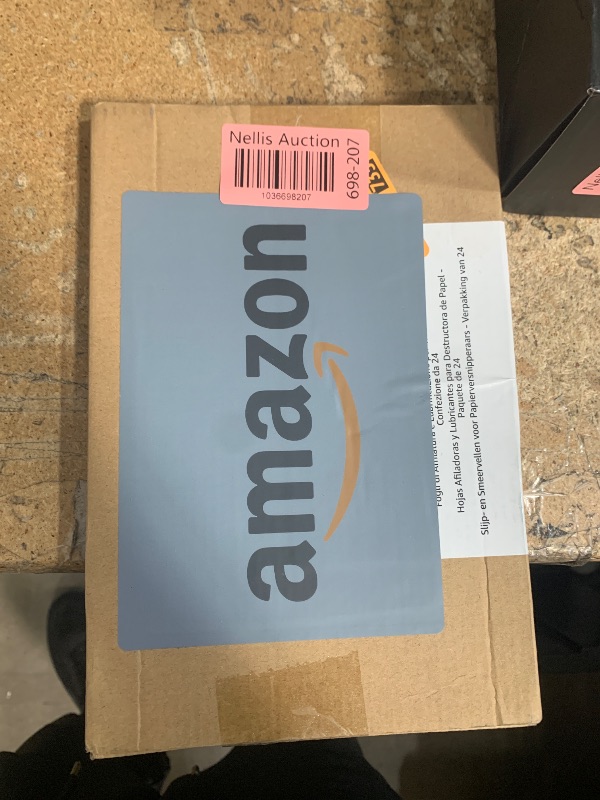 Nellis Auction
1036698207
698-207
amazon
Confezione da 24
Hojas Afiladoras y Lubricantes para Destructora de Papel -
Paquete de 24
Slijp- en Smeervellen voor Papierversnipperaars - Verpakking van 24